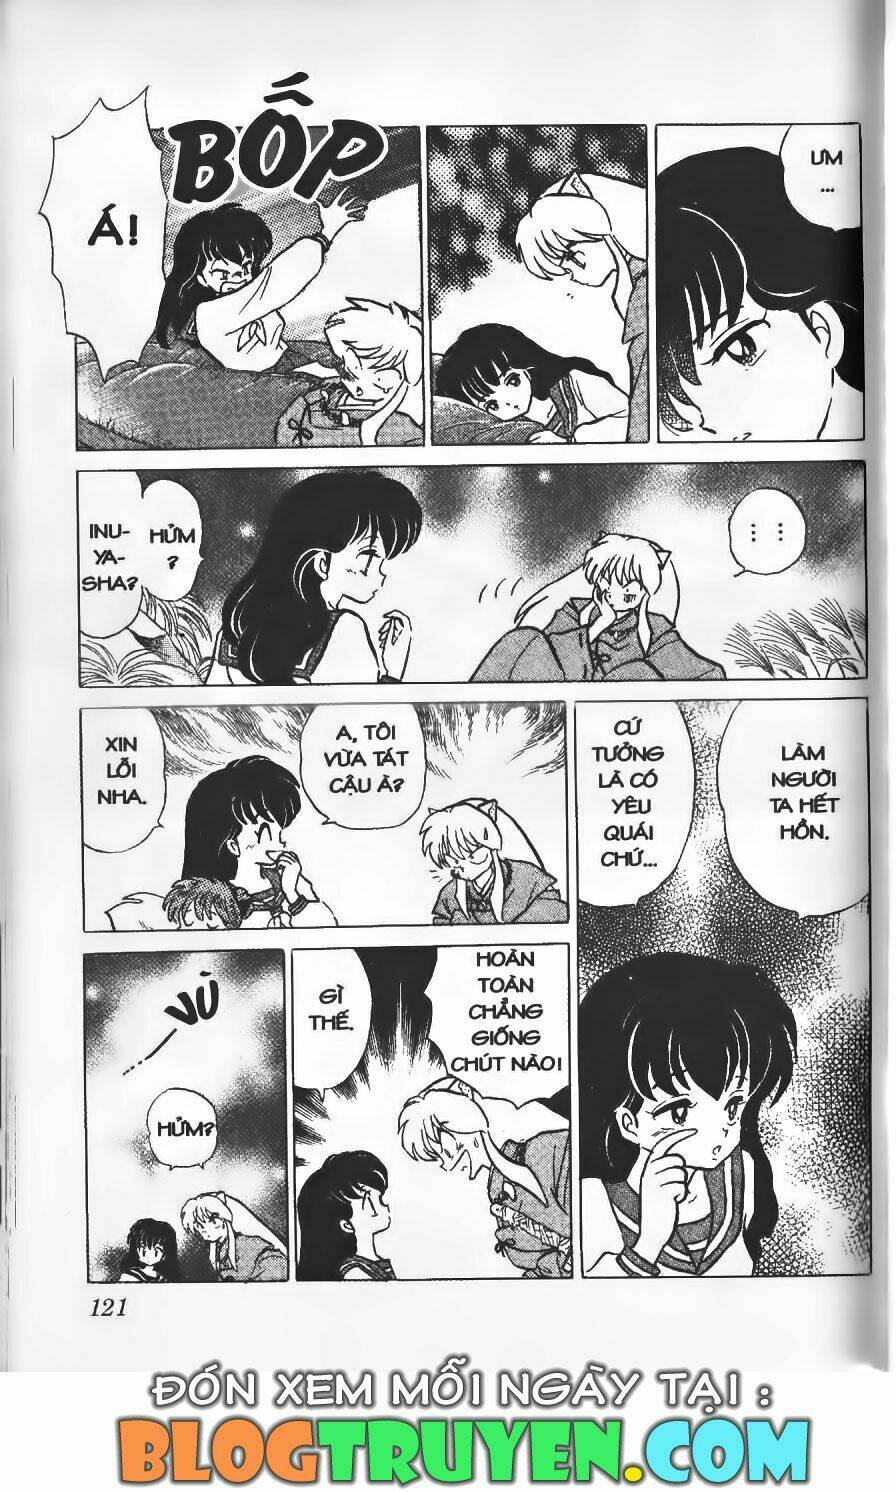 ƯM
...
BỐP
Á!
... ...
HỬM
?
INU-
YA-
SHA?
LÀM
NGƯỜI
TA HẾT
HỒN.
CỨ
TƯỞNG
LÀ CÓ
YÊU
QUÁI
CHỨ...
A, TÔI
VỪA TÁT
CẬU À?
XIN
LỖI
NHA.
HOÀN
TOÀN
CHẲNG
GIỐNG
CHÚT NÀO!
GÌ
THẾ.
VÙ
HỬM?
121
ĐÓN XEM MỖI NGÀY TẠI :
BLOGTRUYEN.COM